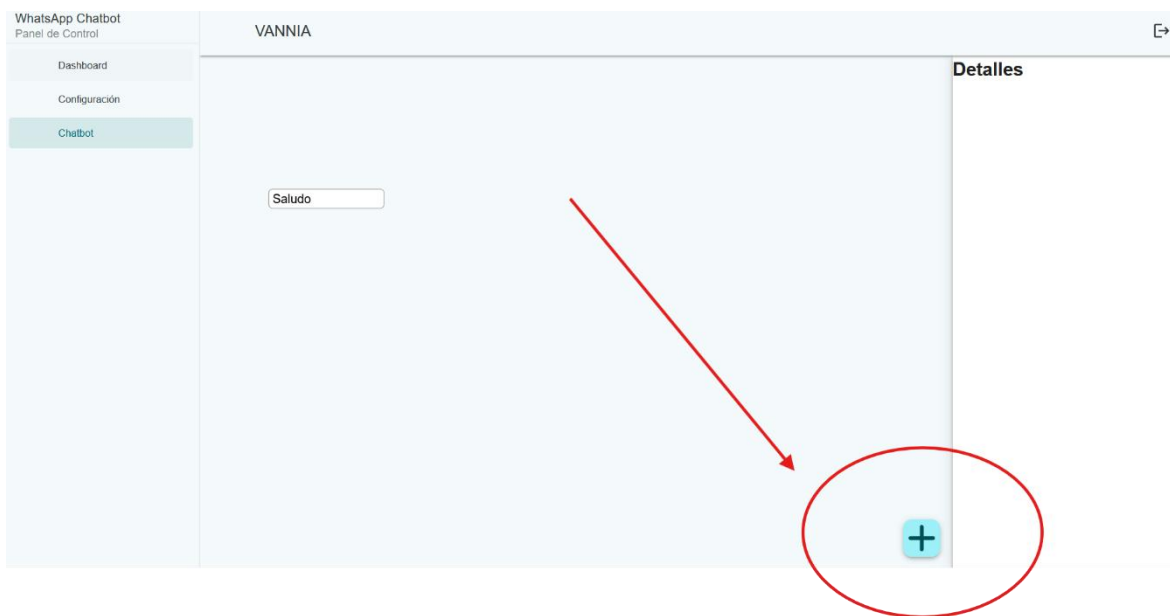 WhatsApp Chatbot
Panel de Control
VANNIA
Dashboard
Configuración
Chatbot
Saludo
Detalles